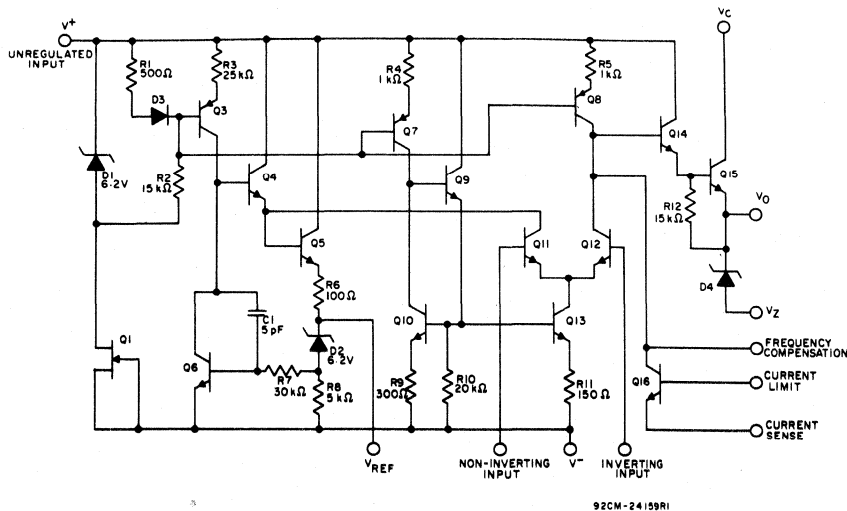 V+
UNREGULATED
INPUT
R1
500Ω
R3
25kΩ
D3
Q3
R4
1kΩ
Q7
R5
1kΩ
Q8
VC
Q14
Q15
D1
6.2V
R2
15kΩ
Q4
Q9
R12
15kΩ
VO
Q5
Q11
Q12
R6
100Ω
D4
C1
5pF
Q10
Q13
VZ
Q1
D2
6.2V
FREQUENCY
COMPENSATION
Q6
R7
30kΩ
R8
5kΩ
R9
300Ω
R10
20kΩ
R11
150Ω
Q16
CURRENT
LIMIT
CURRENT
SENSE
VREF
NON-INVERTING
INPUT
V-
INVERTING
INPUT
92CM-24159R1